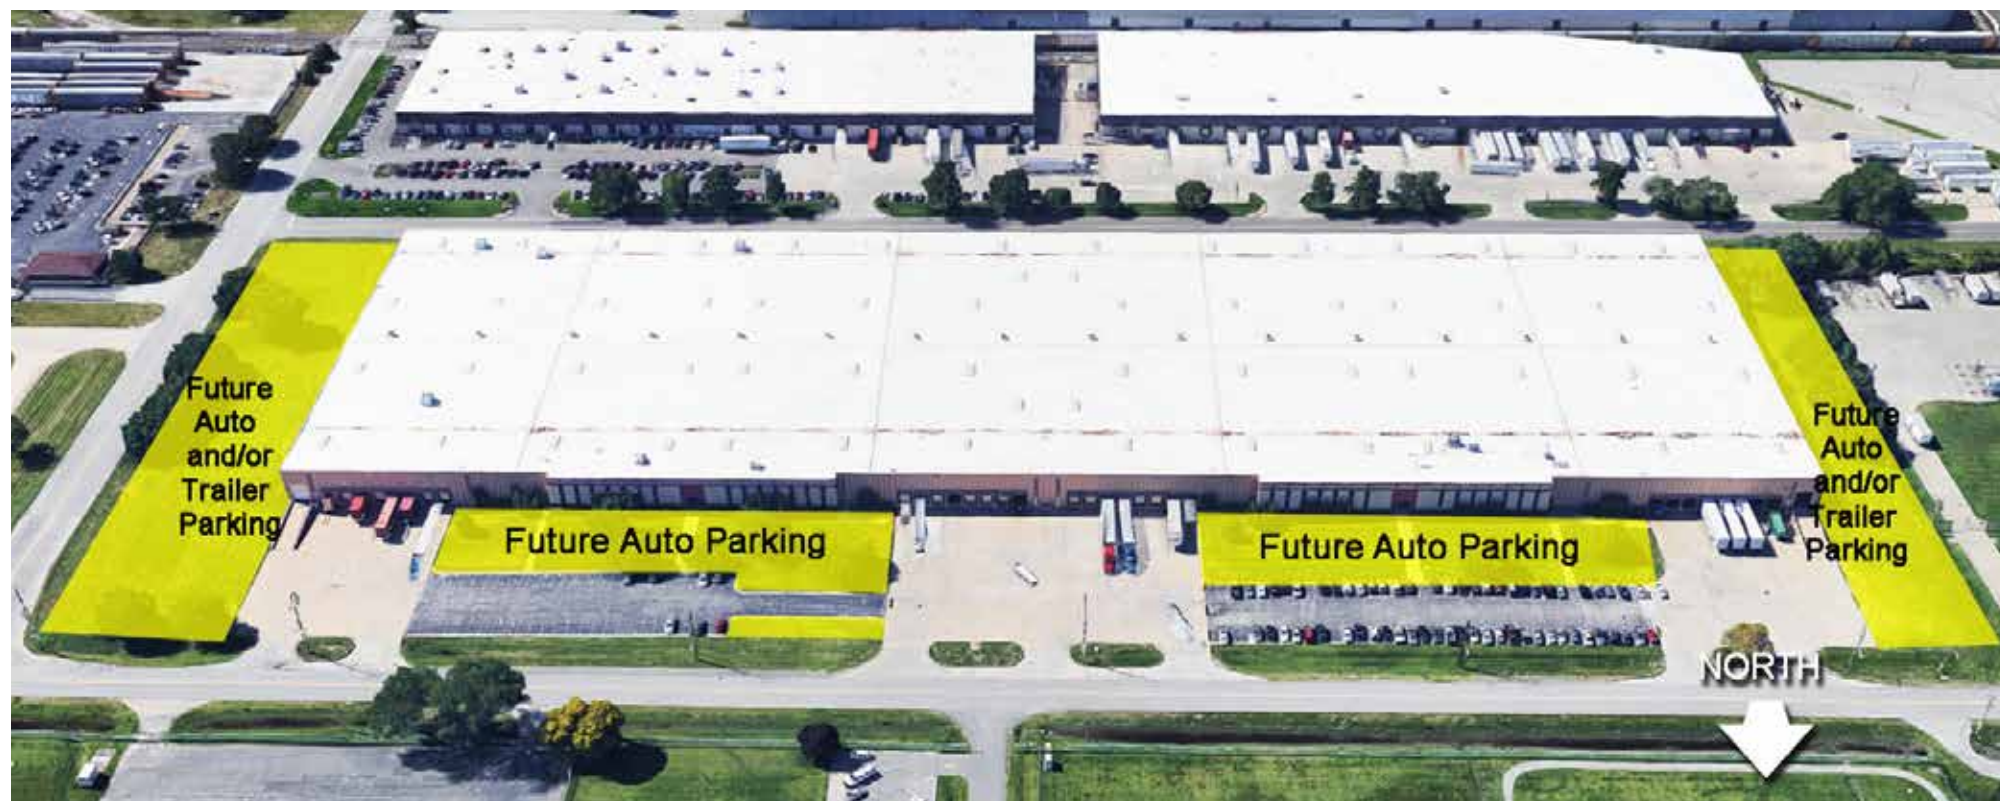 Future
Auto
and/or
Trailer
Parking
Future Auto Parking
Future Auto Parking
Future
Auto
and/or
Trailer
Parking
NORTH